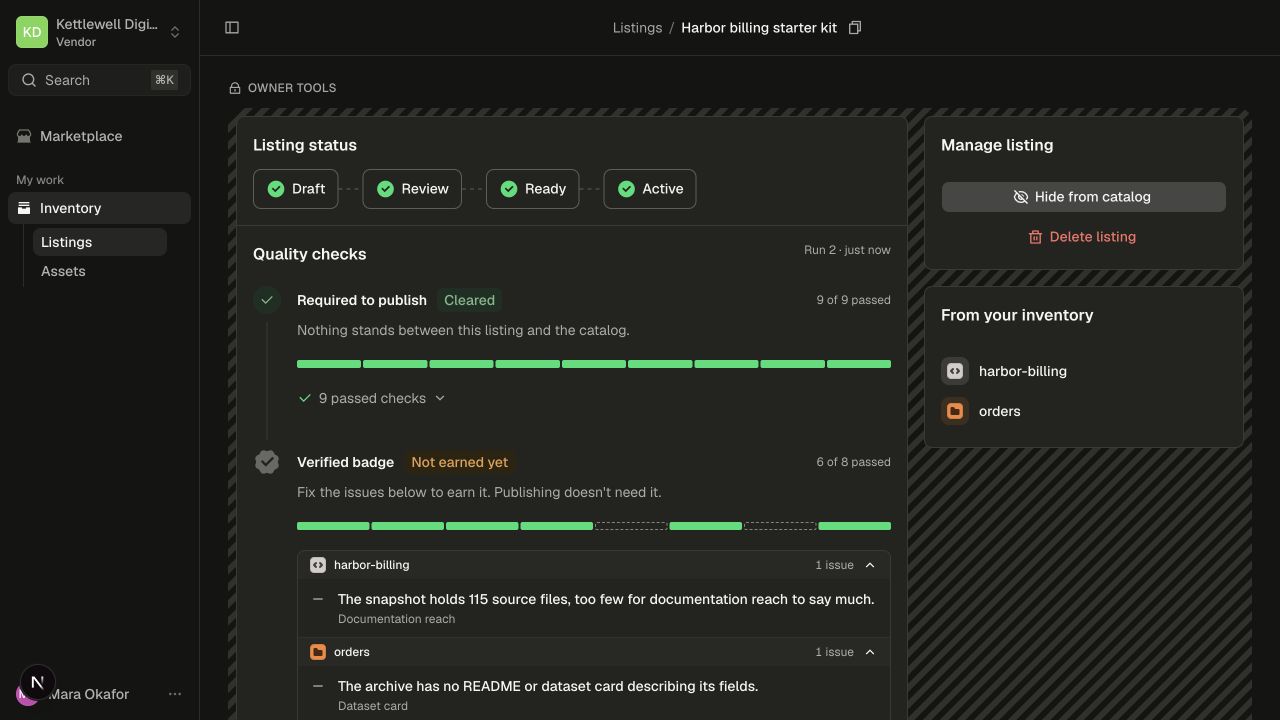 KD
Kettlewell Digi...
Vendor
Search
⌘K
Marketplace
My work
Inventory
Listings
Assets
N
Mara Okafor
Listings / Harbor billing starter kit
OWNER TOOLS
Listing status
Draft
Review
Ready
Active
Quality checks
Run 2 · just now
Required to publish
Cleared
9 of 9 passed
Nothing stands between this listing and the catalog.
9 passed checks
Verified badge
Not earned yet
6 of 8 passed
Fix the issues below to earn it. Publishing doesn't need it.
harbor-billing
1 issue
The snapshot holds 115 source files, too few for documentation reach to say much.
Documentation reach
orders
1 issue
The archive has no README or dataset card describing its fields.
Dataset card
Manage listing
Hide from catalog
Delete listing
From your inventory
harbor-billing
orders